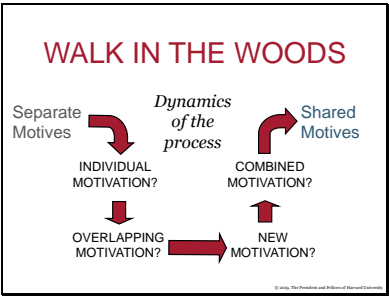 WALK IN THE WOODS
Separate
Motives
Dynamics
of the
process
Shared
Motives
INDIVIDUAL
MOTIVATION?
COMBINED
MOTIVATION?
OVERLAPPING
MOTIVATION?
NEW
MOTIVATION?
© 2019, The President and Fellows of Harvard University